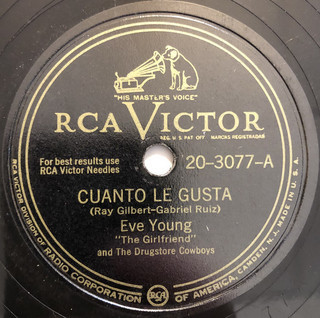 "HIS MASTER'S VOICE"
RCA VICTOR
REG. U. S. PAT. OFF. MARCAS REGISTRADAS
For best results use
RCA Victor Needles
20-3077-A
CUANTO LE GUSTA
(Ray Gilbert-Gabriel Ruiz)
Eve Young
"The Girlfriend"
and The Drugstore Cowboys
RCA VICTOR DIVISION OF RADIO CORPORATION OF AMERICA, CAMDEN, N.J. MADE IN U.S.A.
RCA